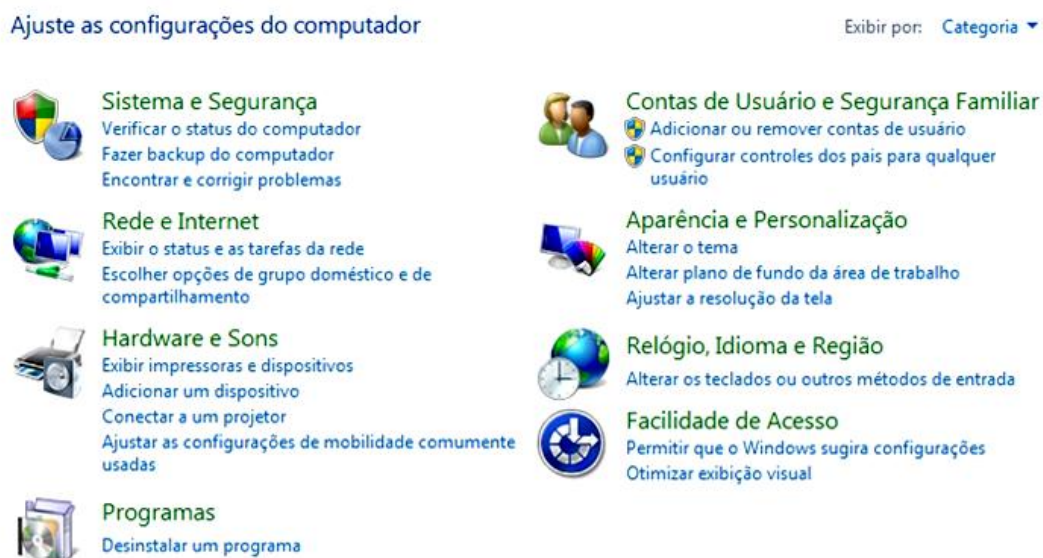 Ajuste as configurações do computador
Exibir por: Categoria
Sistema e Segurança
Verificar o status do computador
Fazer backup do computador
Encontrar e corrigir problemas
Rede e Internet
Exibir o status e as tarefas da rede
Escolher opções de grupo doméstico e de
compartilhamento
Hardware e Sons
Exibir impressoras e dispositivos
Adicionar um dispositivo
Conectar a um projetor
Ajustar as configurações de mobilidade comumente
usadas
Programas
Desinstalar um programa
Contas de Usuário e Segurança Familiar
Adicionar ou remover contas de usuário
Configurar controles dos pais para qualquer
usuário
Aparência e Personalização
Alterar o tema
Alterar plano de fundo da área de trabalho
Ajustar a resolução da tela
Relógio, Idioma e Região
Alterar os teclados ou outros métodos de entrada
Facilidade de Acesso
Permitir que o Windows sugira configurações
Otimizar exibição visual